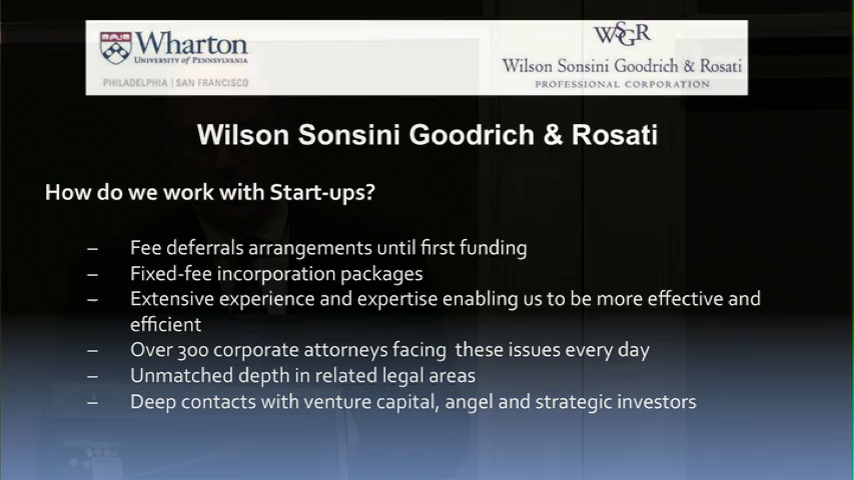 Wharton
UNIVERSITY of PENNSYLVANIA
PHILADELPHIA | SAN FRANCISCO
WSGR
Wilson Sonsini Goodrich & Rosati
PROFESSIONAL CORPORATION
Wilson Sonsini Goodrich & Rosati
How do we work with Start-ups?
– Fee deferrals arrangements until first funding
– Fixed-fee incorporation packages
– Extensive experience and expertise enabling us to be more effective and
efficient
– Over 300 corporate attorneys facing  these issues every day
– Unmatched depth in related legal areas
– Deep contacts with venture capital, angel and strategic investors